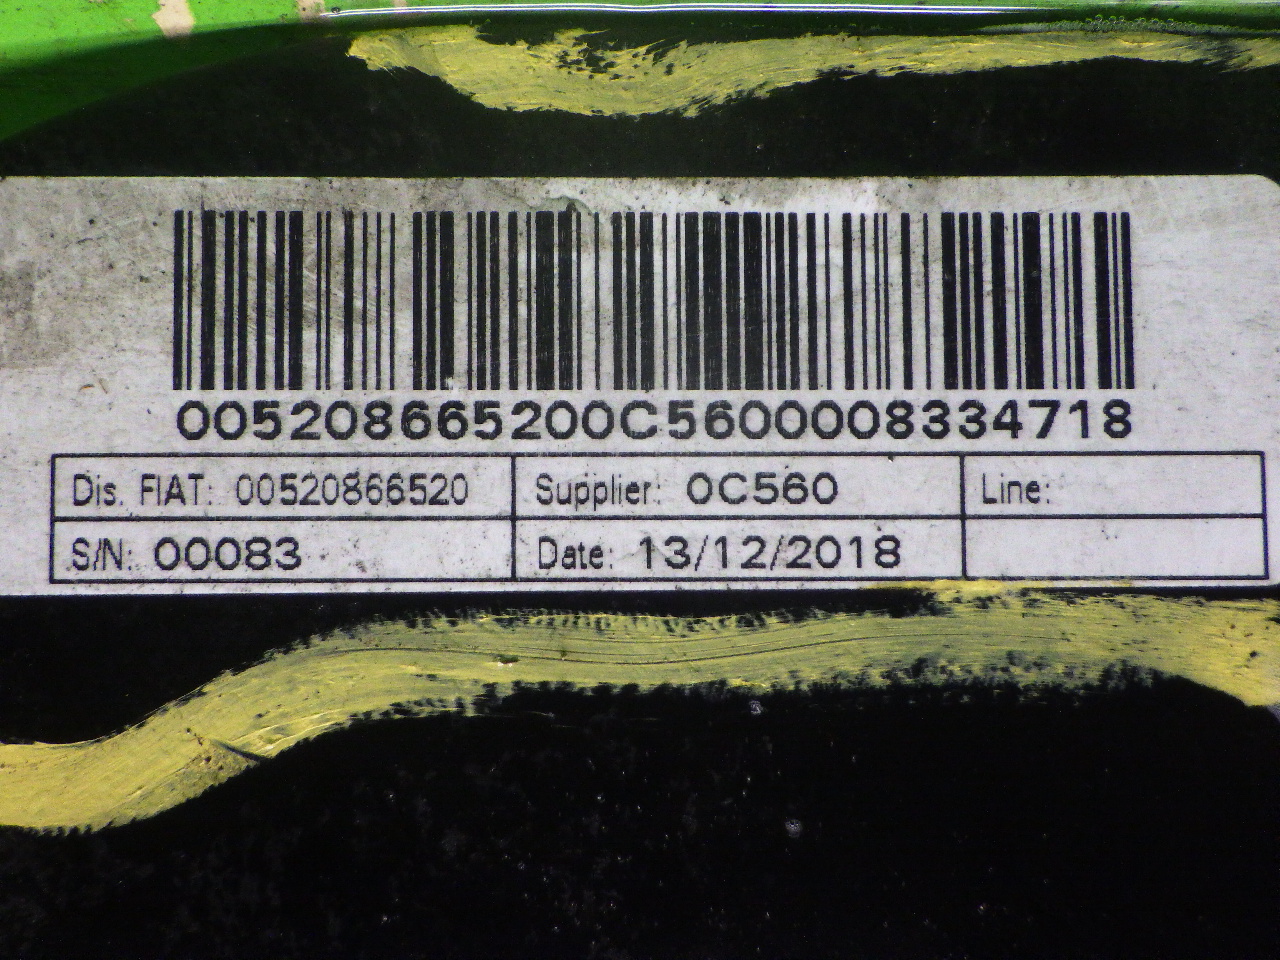 005208665200C5600008334718
Dis. FIAT: 00520866520 Supplier: 0C560 Line:
S/N: 00083 Date: 13/12/2018